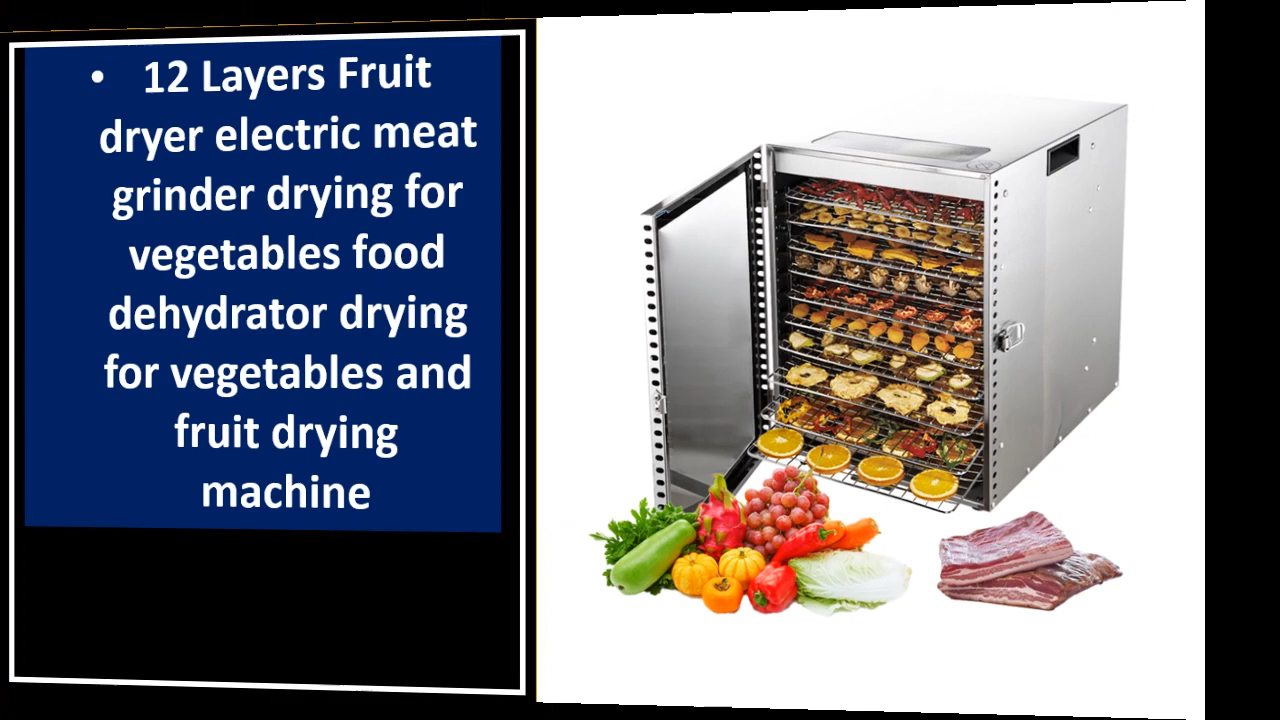 • 12 Layers Fruit
dryer electric meat
grinder drying for
vegetables food
dehydrator drying
for vegetables and
fruit drying
machine